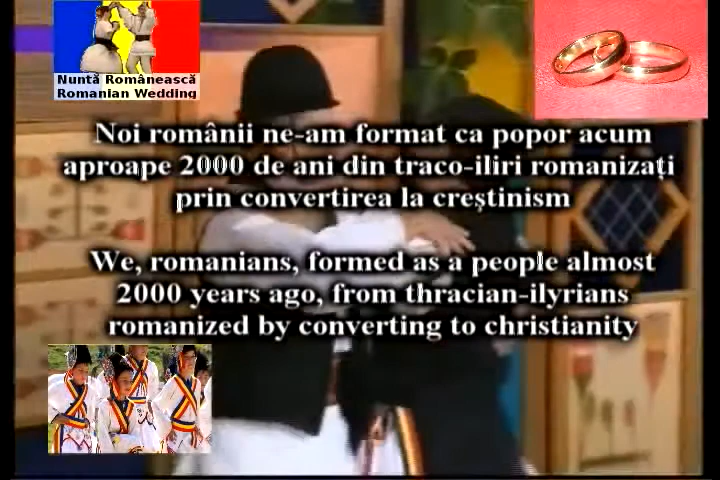 Nuntă Românească
Romanian Wedding
Noi românii ne-am format ca popor acum
aproape 2000 de ani din traco-iliri romanizați
prin convertirea la creștinism
We, romanians, formed as a people almost
2000 years ago, from thracian-ilyrians
romanized by converting to christianity